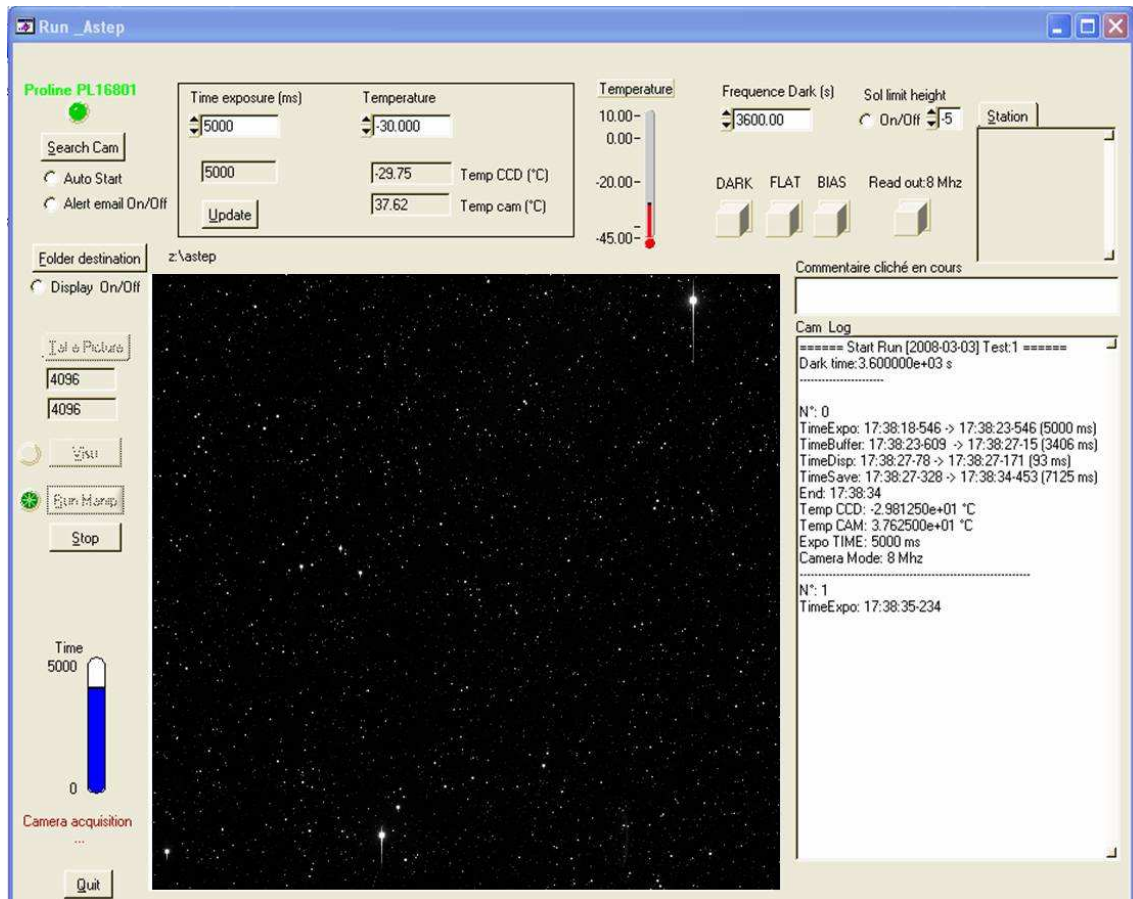 Run _Astep
Proline PL16801
Search Cam
Auto Start
Alert email On/Off
Time exposure (ms)
5000
5000
Update
Temperature
-30.000
-29.75 Temp CCD (°C)
37.62 Temp cam (°C)
Temperature
10.00-
0.00-
-20.00-
-45.00-
Frequence Dark (s)
3600.00
Sol limit height
On/Off -5
DARK FLAT BIAS Read out:8 Mhz
Station
Folder destination z:\astep
Display On/Off
Take Picture
4096
4096
Visu
Run Manip
Stop
Time
5000
0
Camera acquisition
...
Quit
Commentaire cliché en cours
Cam Log
====== Start Run [2008-03-03] Test:1 ======
Dark time:3.600000e+03 s
---------------------
N°: 0
TimeExpo: 17:38:18-546 -> 17:38:23-546 (5000 ms)
TimeBuffer: 17:38:23-609 -> 17:38:27-15 (3406 ms)
TimeDisp: 17:38:27-78 -> 17:38:27-171 (93 ms)
TimeSave: 17:38:27-328 -> 17:38:34-453 (7125 ms)
End: 17:38:34
Temp CCD: -2.981250e+01 °C
Temp CAM: 3.762500e+01 °C
Expo TIME: 5000 ms
Camera Mode: 8 Mhz
----------------------------------------------------------
N°: 1
TimeExpo: 17:38:35-234